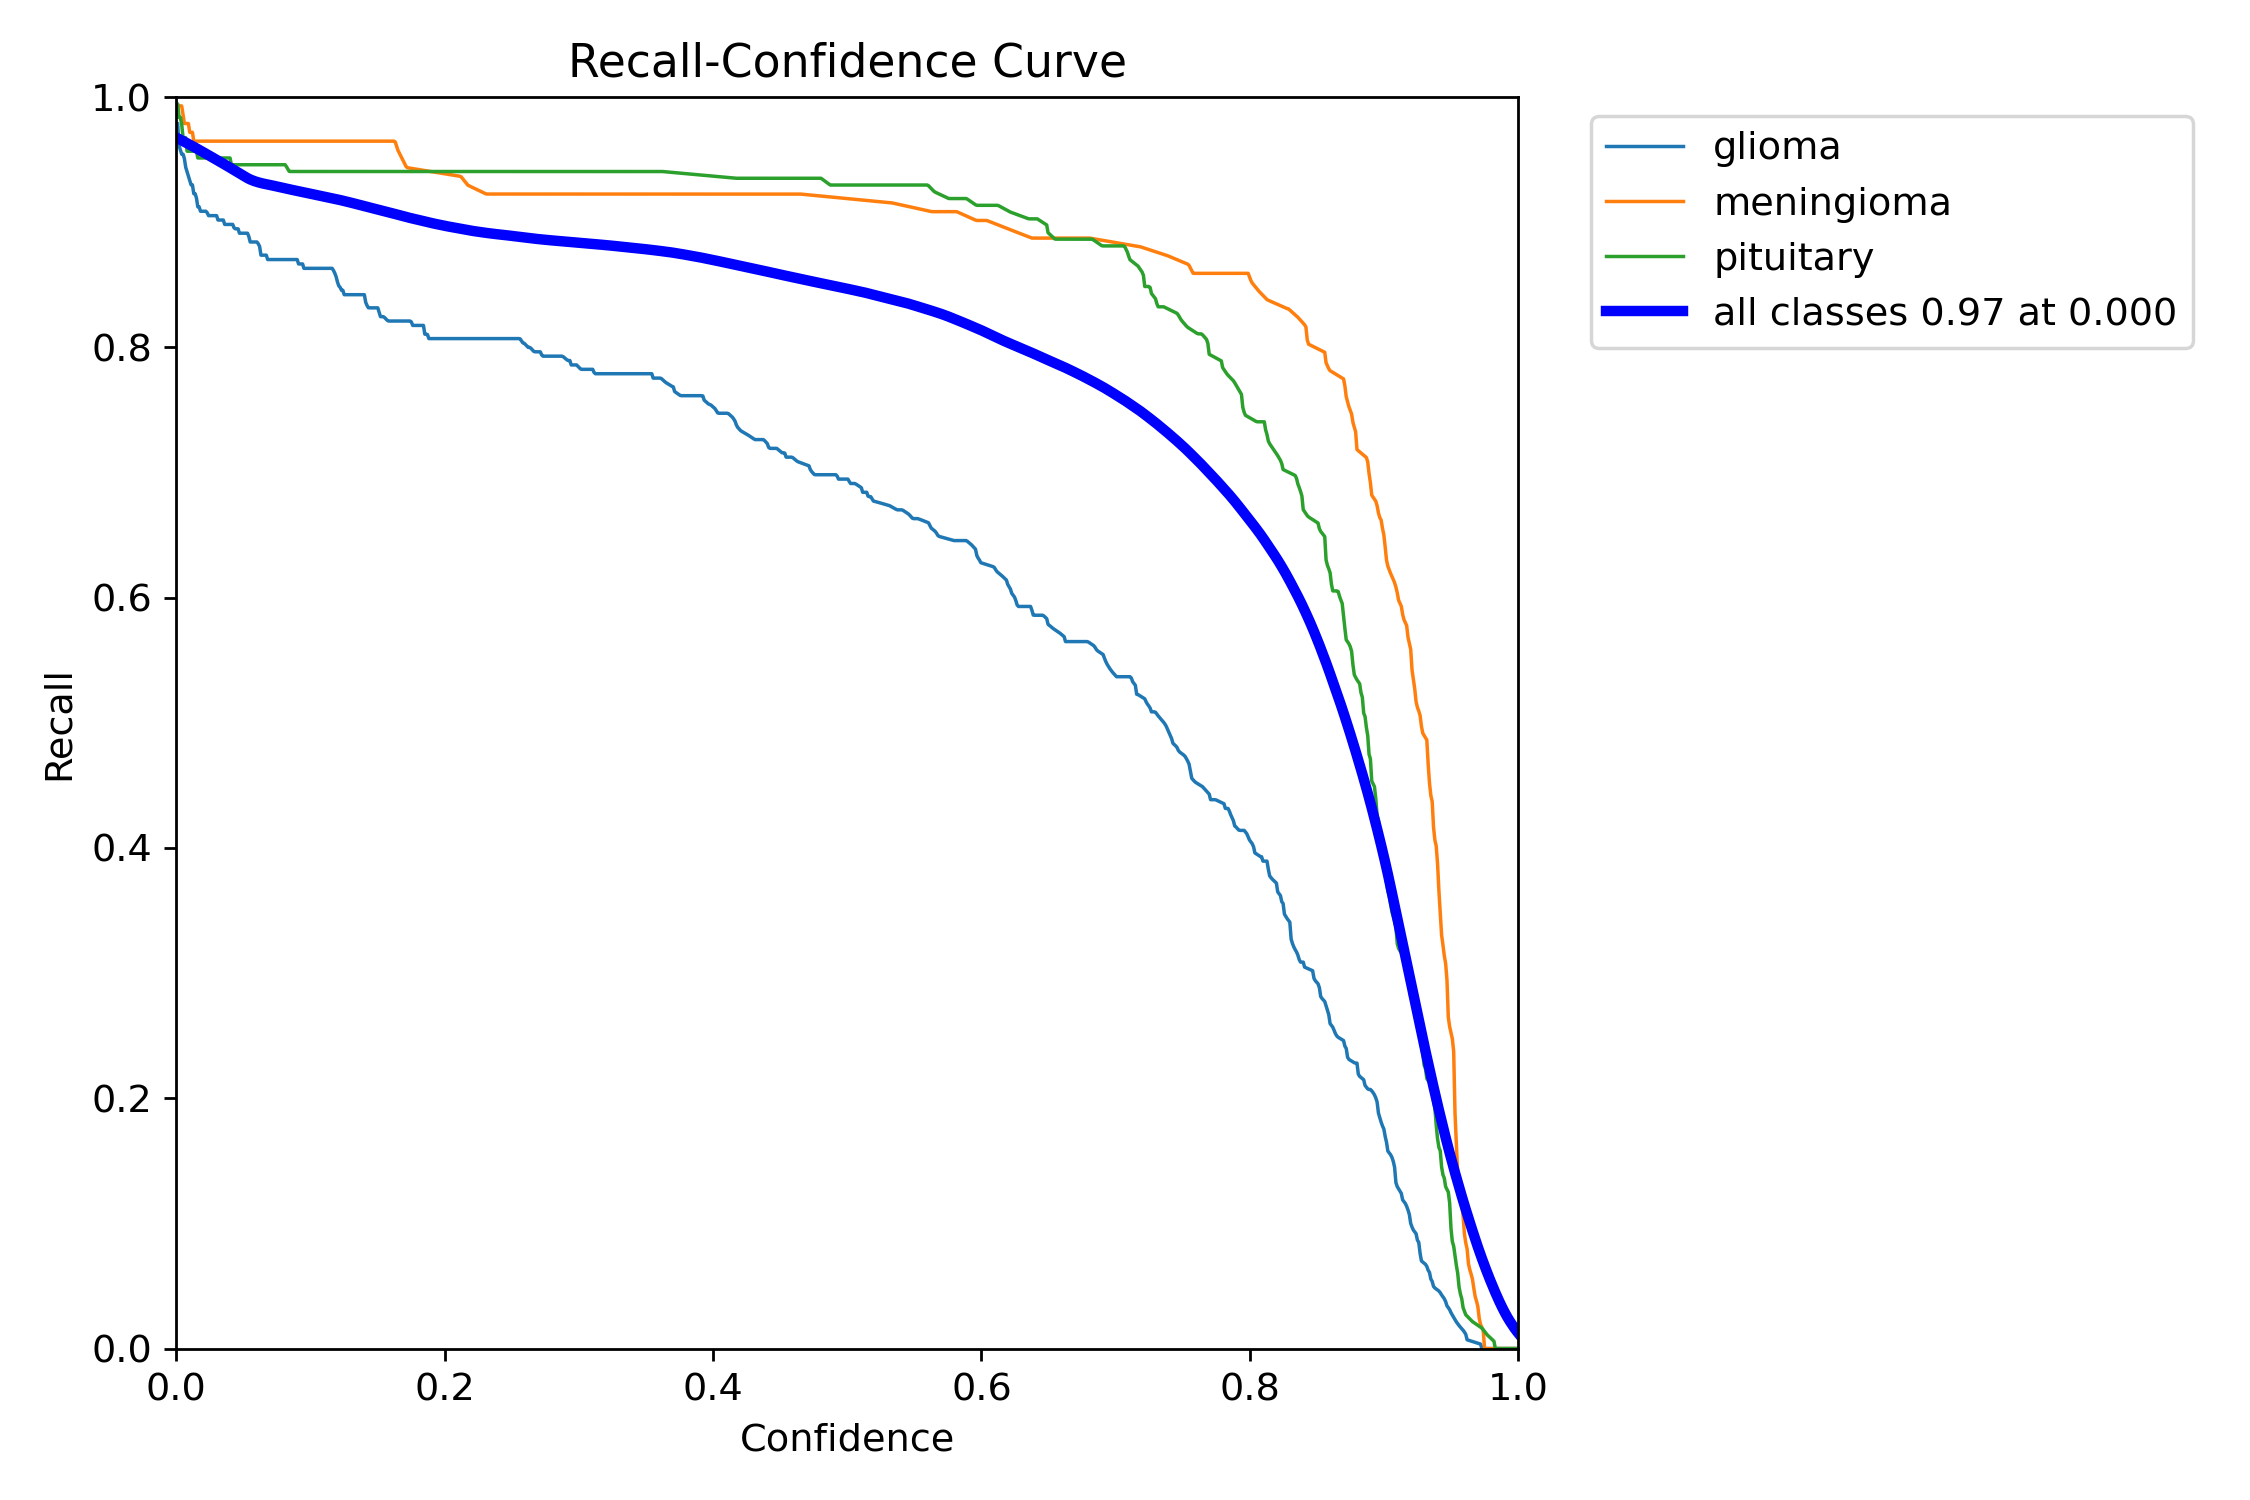 Recall-Confidence Curve
1.0
0.8
0.6
0.4
0.2
0.0
Recall
0.0 0.2 0.4 0.6 0.8 1.0
Confidence
glioma
meningioma
pituitary
all classes 0.97 at 0.000